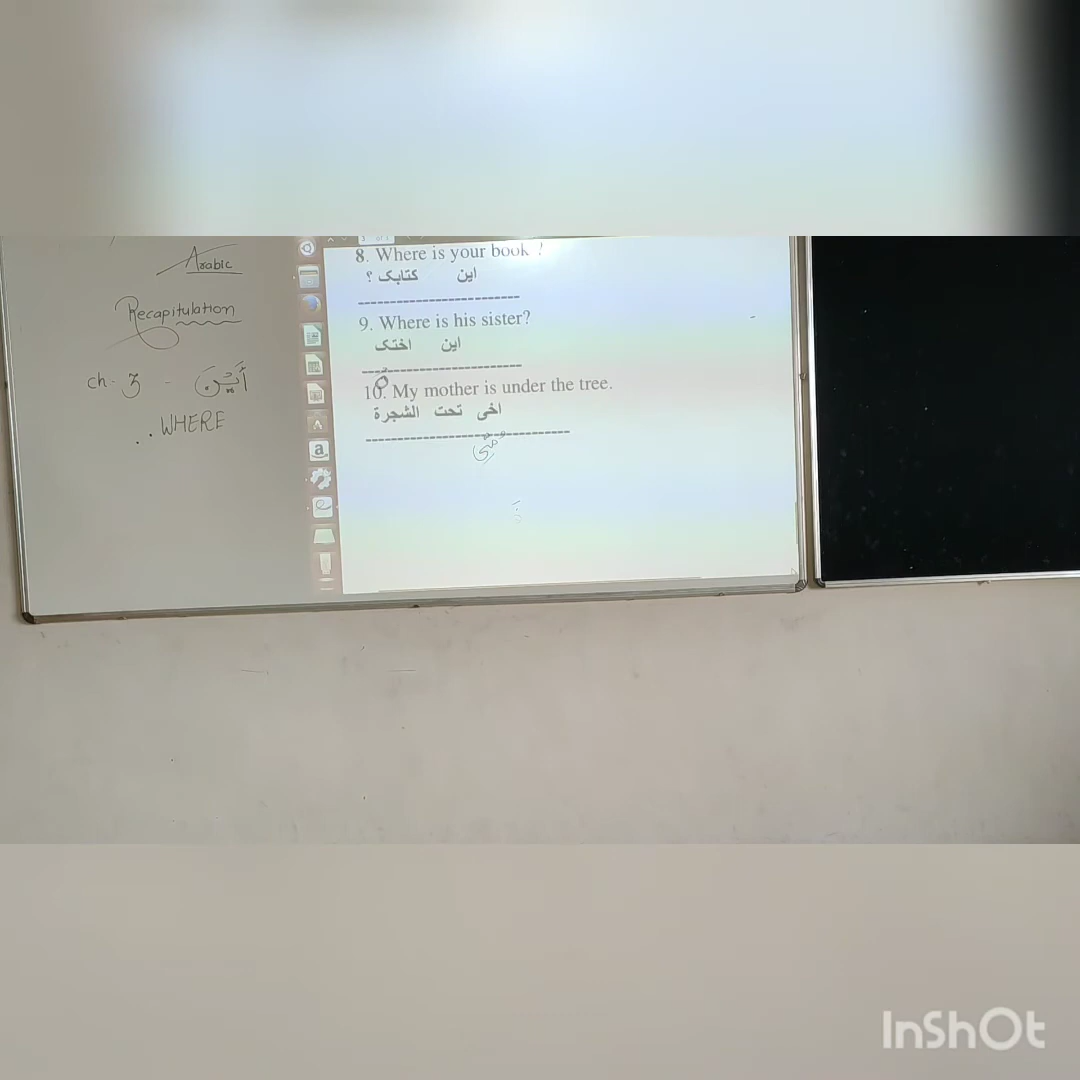 Arabic
Recapitulation
ch. 3 - أَيْنَ
.. WHERE
8. Where is your book ?
این کتابک ؟
9. Where is his sister?
این اختک
10. My mother is under the tree.
اخی تحت الشجرة
a
InShOt